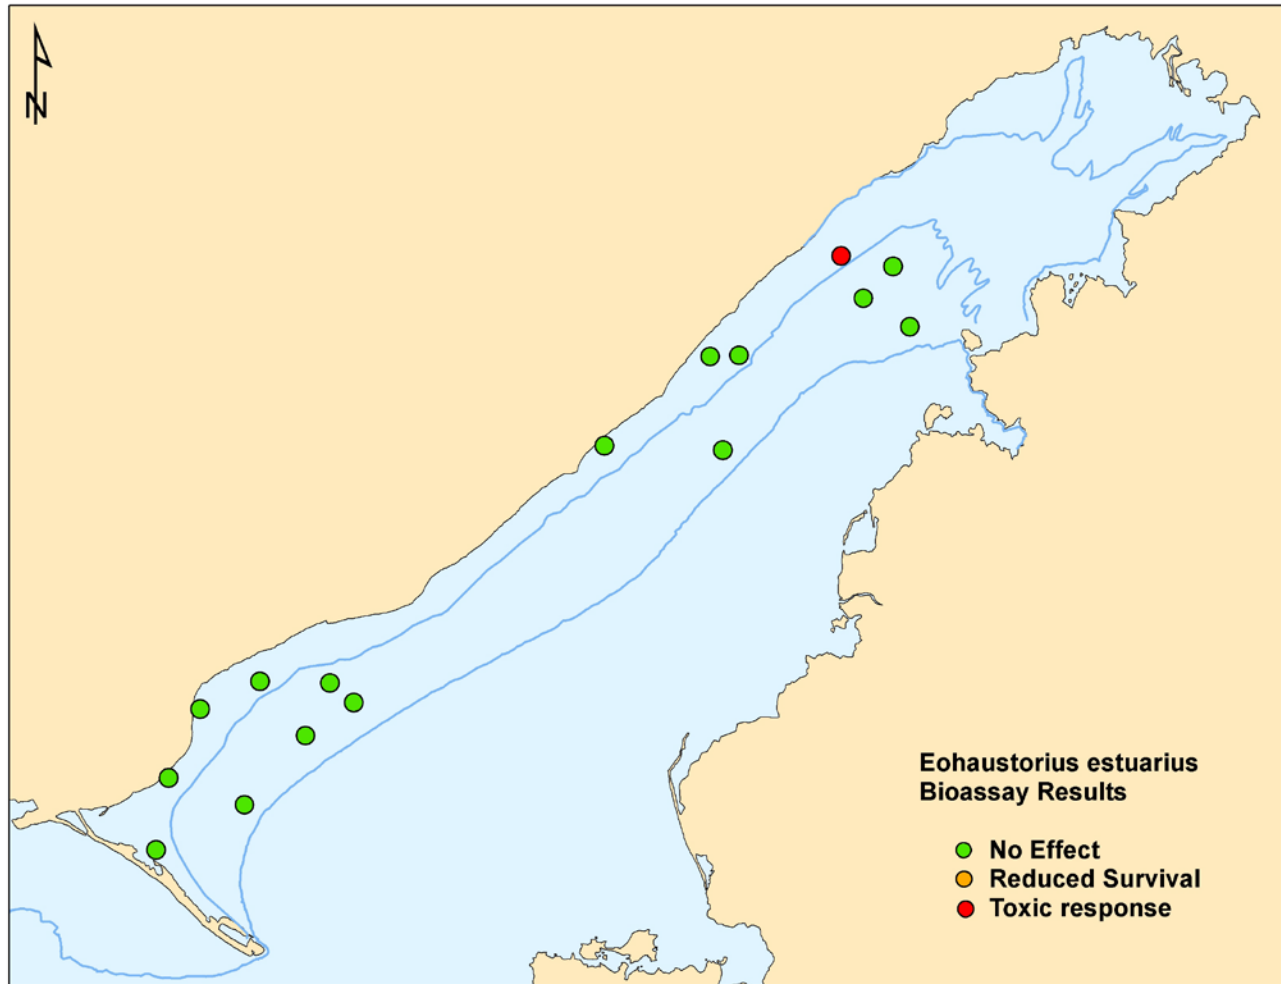 N
Eohaustorius estuarius
Bioassay Results
No Effect
Reduced Survival
Toxic response